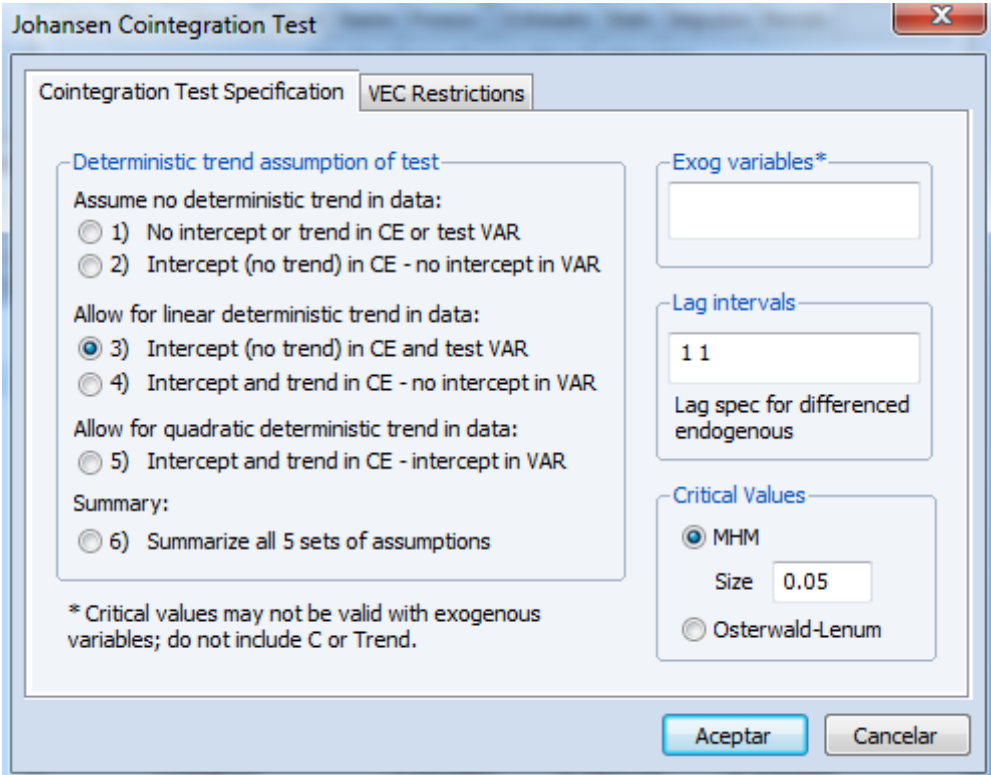 Johansen Cointegration Test
X
Cointegration Test Specification
VEC Restrictions
Deterministic trend assumption of test
Assume no deterministic trend in data:
1) No intercept or trend in CE or test VAR
2) Intercept (no trend) in CE - no intercept in VAR
Allow for linear deterministic trend in data:
3) Intercept (no trend) in CE and test VAR
4) Intercept and trend in CE - no intercept in VAR
Allow for quadratic deterministic trend in data:
5) Intercept and trend in CE - intercept in VAR
Summary:
6) Summarize all 5 sets of assumptions
* Critical values may not be valid with exogenous
variables; do not include C or Trend.
Exog variables*
Lag intervals
1 1
Lag spec for differenced
endogenous
Critical Values
MHM
Size 0.05
Osterwald-Lenum
Aceptar
Cancelar